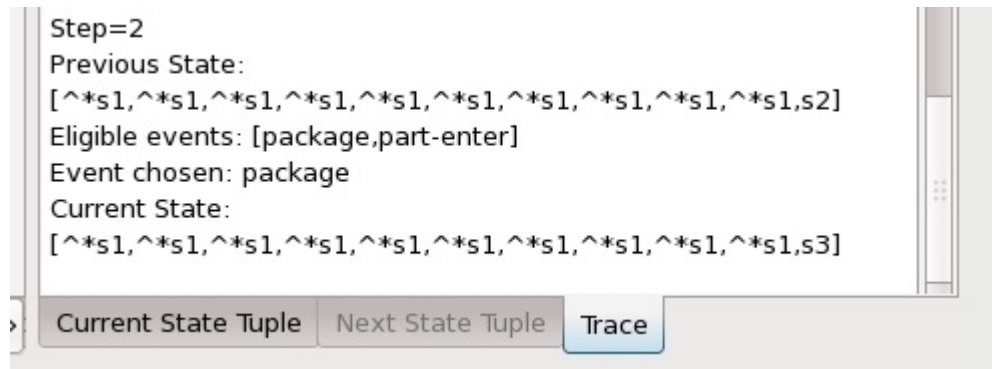 Step=2
Previous State:
[^*s1,^*s1,^*s1,^*s1,^*s1,^*s1,^*s1,^*s1,^*s1,^*s1,s2]
Eligible events: [package,part-enter]
Event chosen: package
Current State:
[^*s1,^*s1,^*s1,^*s1,^*s1,^*s1,^*s1,^*s1,^*s1,^*s1,s3]
Current State Tuple Next State Tuple Trace